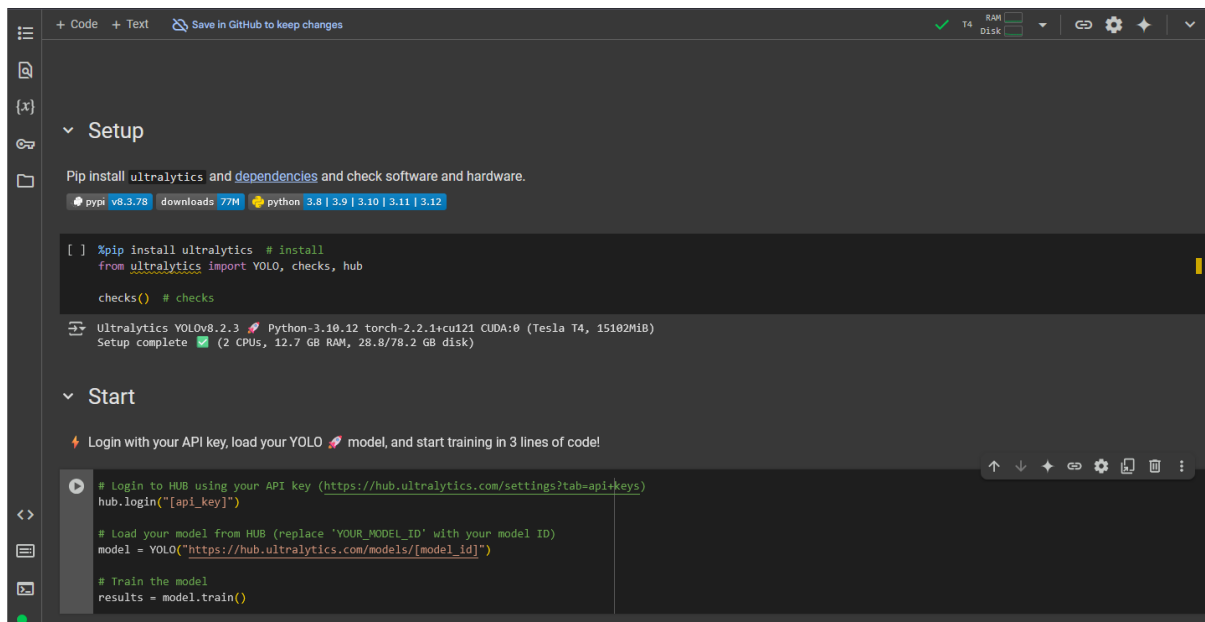 + Code + Text Save in GitHub to keep changes T4 RAM Disk
{x}
Setup
Pip install ultralytics and dependencies and check software and hardware.
pypi v8.3.78 downloads 77M python 3.8 | 3.9 | 3.10 | 3.11 | 3.12
[ ] %pip install ultralytics # install
from ultralytics import YOLO, checks, hub
checks() # checks
Ultralytics YOLOv8.2.3 🚀 Python-3.10.12 torch-2.2.1+cu121 CUDA:0 (Tesla T4, 15102MiB)
Setup complete ✅ (2 CPUs, 12.7 GB RAM, 28.8/78.2 GB disk)
Start
⚡ Login with your API key, load your YOLO 🚀 model, and start training in 3 lines of code!
# Login to HUB using your API key (https://hub.ultralytics.com/settings?tab=api+keys)
hub.login("[api_key]")
# Load your model from HUB (replace 'YOUR_MODEL_ID' with your model ID)
model = YOLO("https://hub.ultralytics.com/models/[model_id]")
# Train the model
results = model.train()